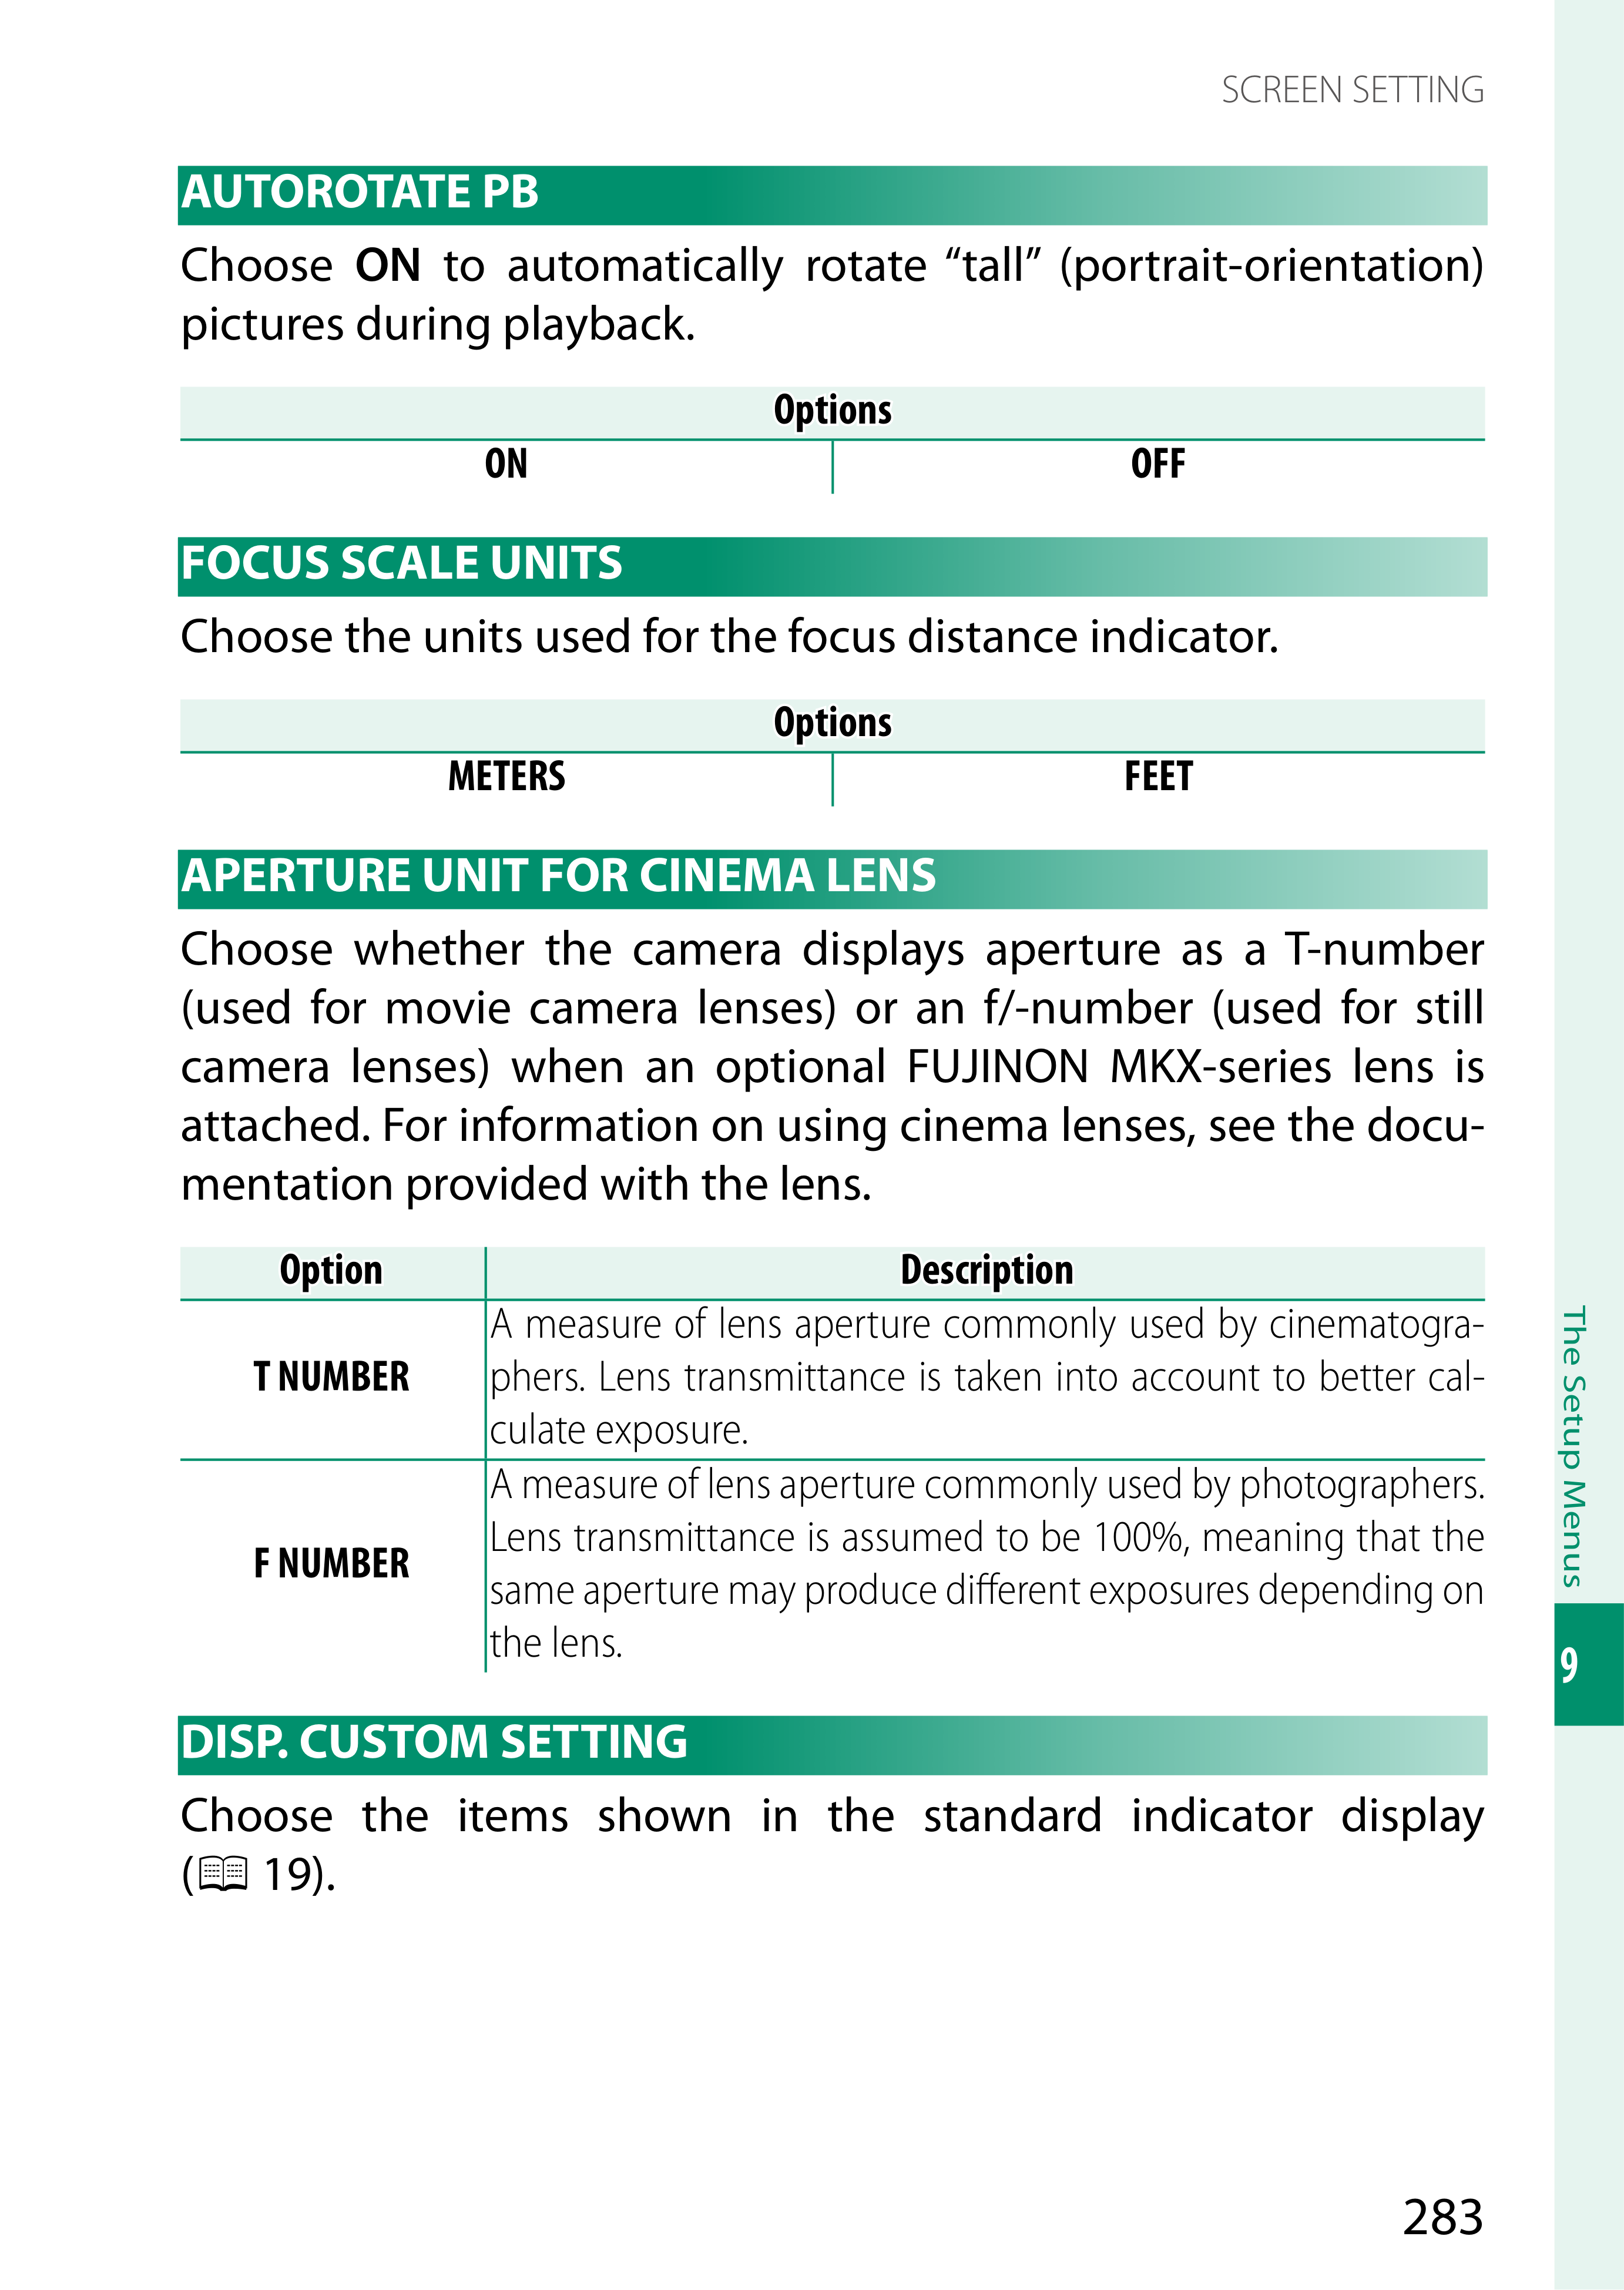 SCREEN SETTING
AUTOROTATE PB
Choose ON to automatically rotate “tall” (portrait-orientation)
pictures during playback.
Options
ON OFF
FOCUS SCALE UNITS
Choose the units used for the focus distance indicator.
Options
METERS FEET
APERTURE UNIT FOR CINEMA LENS
Choose whether the camera displays aperture as a T-number
(used for movie camera lenses) or an f/-number (used for still
camera lenses) when an optional FUJINON MKX-series lens is
attached. For information on using cinema lenses, see the docu-
mentation provided with the lens.
Option Description
T NUMBER
A measure of lens aperture commonly used by cinematogra-
phers. Lens transmittance is taken into account to better cal-
culate exposure.
F NUMBER
A measure of lens aperture commonly used by photographers.
Lens transmittance is assumed to be 100%, meaning that the
same aperture may produce different exposures depending on
the lens.
DISP. CUSTOM SETTING
Choose the items shown in the standard indicator display
(19).
The Setup Menus
9
283